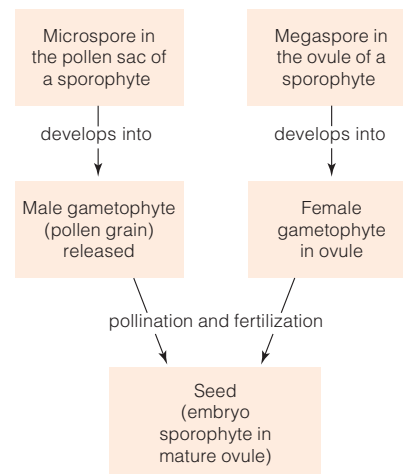 Microspore in
the pollen sac of
a sporophyte
Megaspore in
the ovule of a
sporophyte
develops into
develops into
Male gametophyte
(pollen grain)
released
Female
gametophyte
in ovule
pollination and fertilization
Seed
(embryo
sporophyte in
mature ovule)